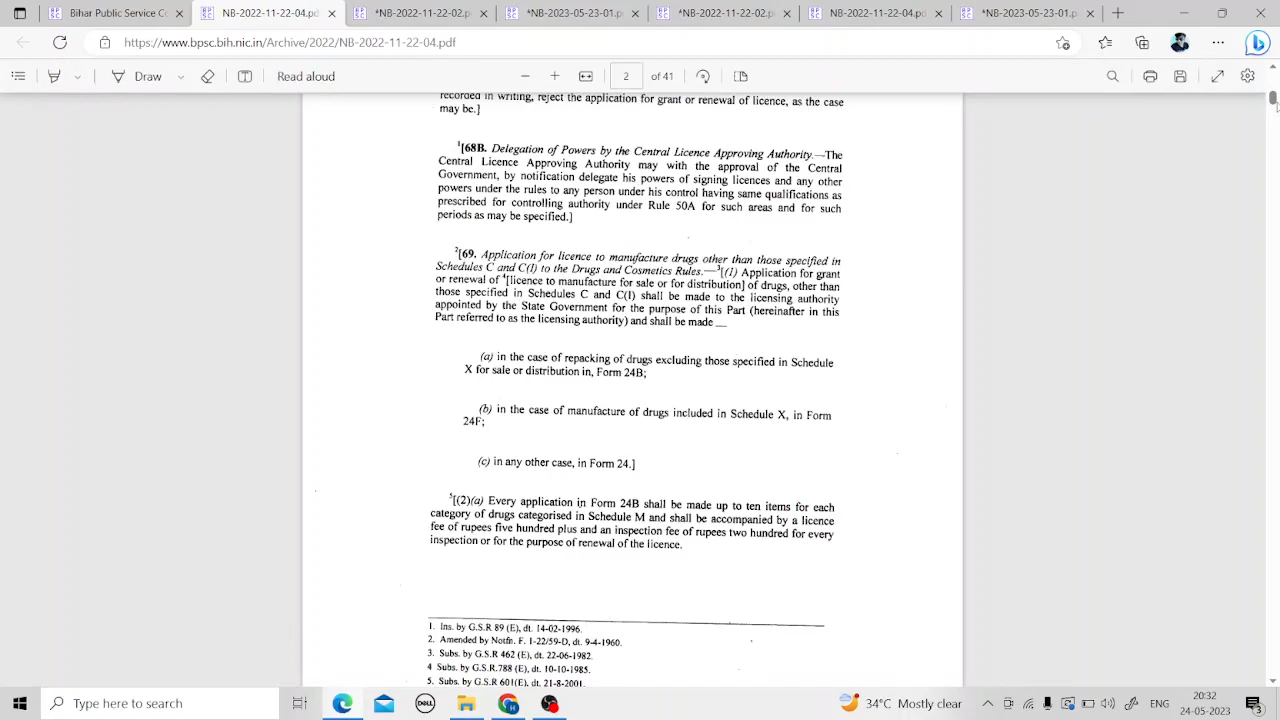 Bihar Public Service C
NB-2022-11-22-04.pdf
*NB-2022-11-22-02.pdf
*NB-2023-05-23-01.pdf
*NB-2022-11-22-02.pdf
NB-2022-11-22-04.pdf
*NB-2023-05-23-01.pdf
https://www.bpsc.bih.nic.in/Archive/2022/NB-2022-11-22-04.pdf
Draw
Read aloud
2
of 41
recorded in writing, reject the application for grant or renewal of licence, as the case
may be.]
1[68B. Delegation of Powers by the Central Licence Approving Authority.—The
Central Licence Approving Authority may with the approval of the Central
Government, by notification delegate his powers of signing licences and any other
powers under the rules to any person under his control having same qualifications as
prescribed for controlling authority under Rule 50A for such areas and for such
periods as may be specified.]
2[69. Application for licence to manufacture drugs other than those specified in
Schedules C and C(I) to the Drugs and Cosmetics Rules.—3[(1) Application for grant
or renewal of 4[licence to manufacture for sale or for distribution] of drugs, other than
those specified in Schedules C and C(I) shall be made to the licensing authority
appointed by the State Government for the purpose of this Part (hereinafter in this
Part referred to as the licensing authority) and shall be made —
(a) in the case of repacking of drugs excluding those specified in Schedule
X for sale or distribution in, Form 24B;
(b) in the case of manufacture of drugs included in Schedule X, in Form
24F;
(c) in any other case, in Form 24.]
5[(2)(a) Every application in Form 24B shall be made up to ten items for each
category of drugs categorised in Schedule M and shall be accompanied by a licence
fee of rupees five hundred plus and an inspection fee of rupees two hundred for every
inspection or for the purpose of renewal of the licence.
1. Ins. by G.S.R 89 (E), dt. 14-02-1996.
2. Amended by Notfn. F. 1-22/59-D, dt. 9-4-1960.
3. Subs. by G.S.R 462 (E), dt. 22-06-1982.
4 Subs. by G.S.R.788 (E), dt. 10-10-1985.
5. Subs. by G.S.R 601(E), dt. 21-8-2001.
Type here to search
DELL
34°C Mostly clear
ENG
20:32
24-05-2023
3